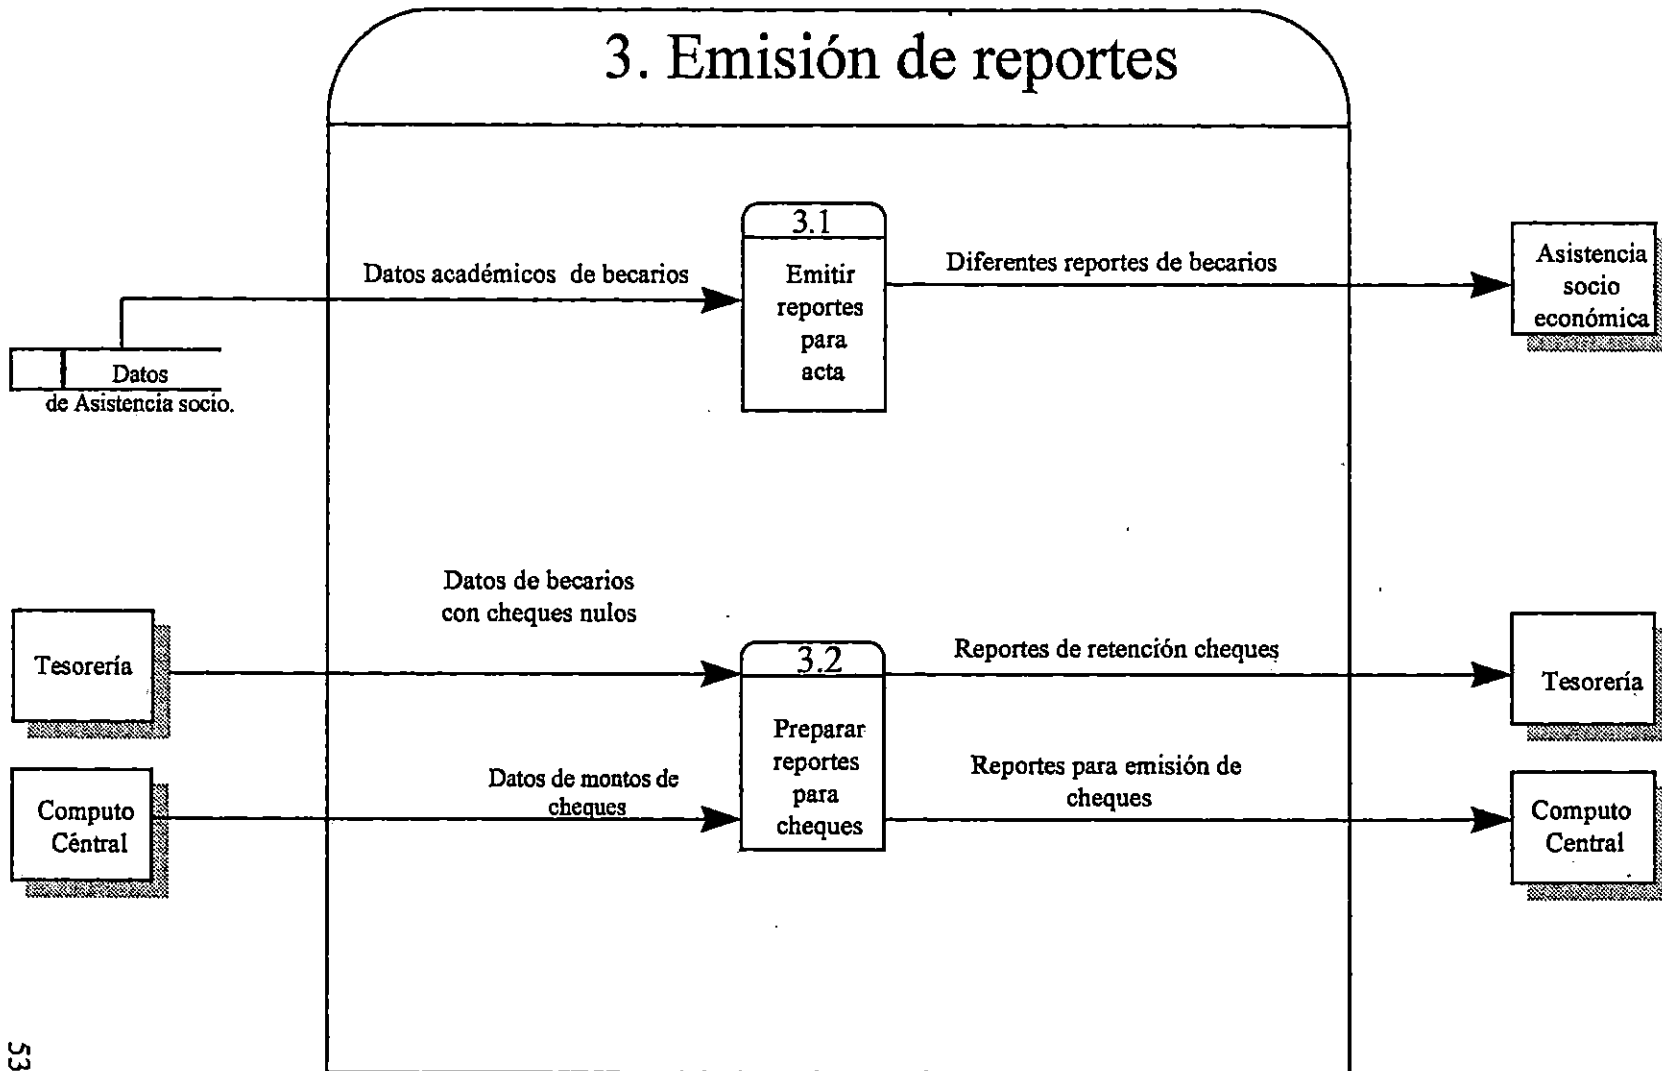 3. Emisión de reportes
3.1
Emitir
reportes
para
acta
Datos académicos de becarios
Diferentes reportes de becarios
Asistencia
socio
económica
Datos
de Asistencia socio.
Datos de becarios
con cheques nulos
Tesorería
3.2
Preparar
reportes
para
cheques
Reportes de retención cheques
Tesorería
Computo
Céntral
Datos de montos de
cheques
Reportes para emisión de
cheques
Computo
Central
53